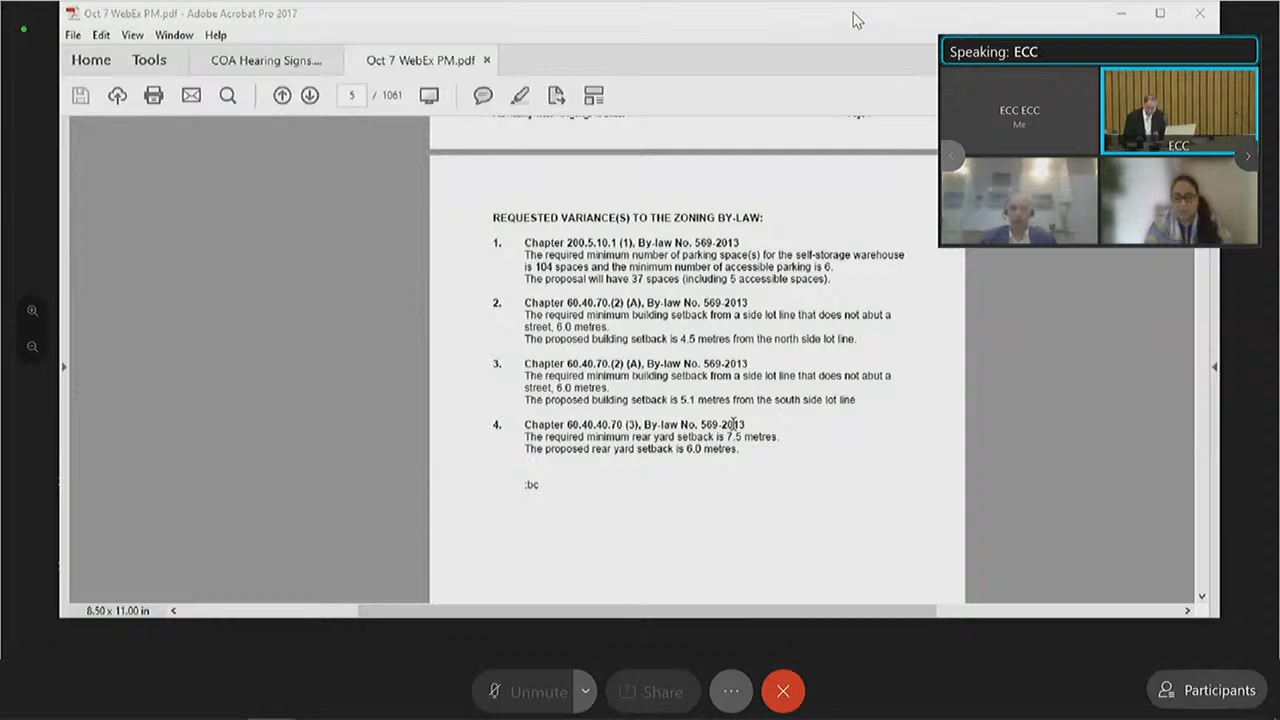 Oct 7 WebEx PM.pdf - Adobe Acrobat Pro 2017
File Edit View Window Help
Home Tools COA Hearing Signs.... Oct 7 WebEx PM.pdf ×
5 / 1061
Speaking: ECC
ECC ECC
Me
ECC
REQUESTED VARIANCE(S) TO THE ZONING BY-LAW:
1. Chapter 200.5.10.1 (1), By-law No. 569-2013
The required minimum number of parking space(s) for the self-storage warehouse
is 104 spaces and the minimum number of accessible parking is 6.
The proposal will have 37 spaces (including 5 accessible spaces).
2. Chapter 60.40.70.(2) (A), By-law No. 569-2013
The required minimum building setback from a side lot line that does not abut a
street, 6.0 metres.
The proposed building setback is 4.5 metres from the north side lot line.
3. Chapter 60.40.70.(2) (A), By-law No. 569-2013
The required minimum building setback from a side lot line that does not abut a
street, 6.0 metres.
The proposed building setback is 5.1 metres from the south side lot line
4. Chapter 60.40.40.70 (3), By-law No. 569-2013
The required minimum rear yard setback is 7.5 metres.
The proposed rear yard setback is 6.0 metres.
:bc
8.50 x 11.00 in
Unmute Share ... Participants